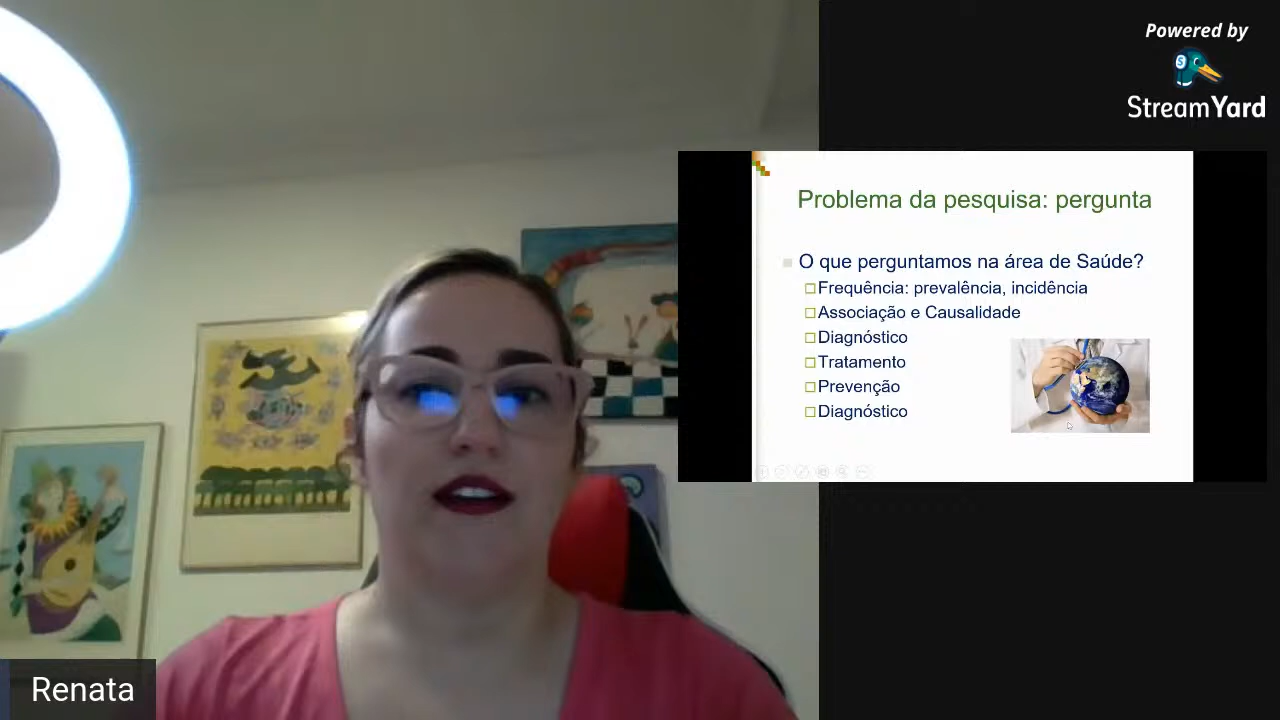 Powered by
StreamYard
Problema da pesquisa: pergunta
O que perguntamos na área de Saúde?
Frequência: prevalência, incidência
Associação e Causalidade
Diagnóstico
Tratamento
Prevenção
Diagnóstico
Renata